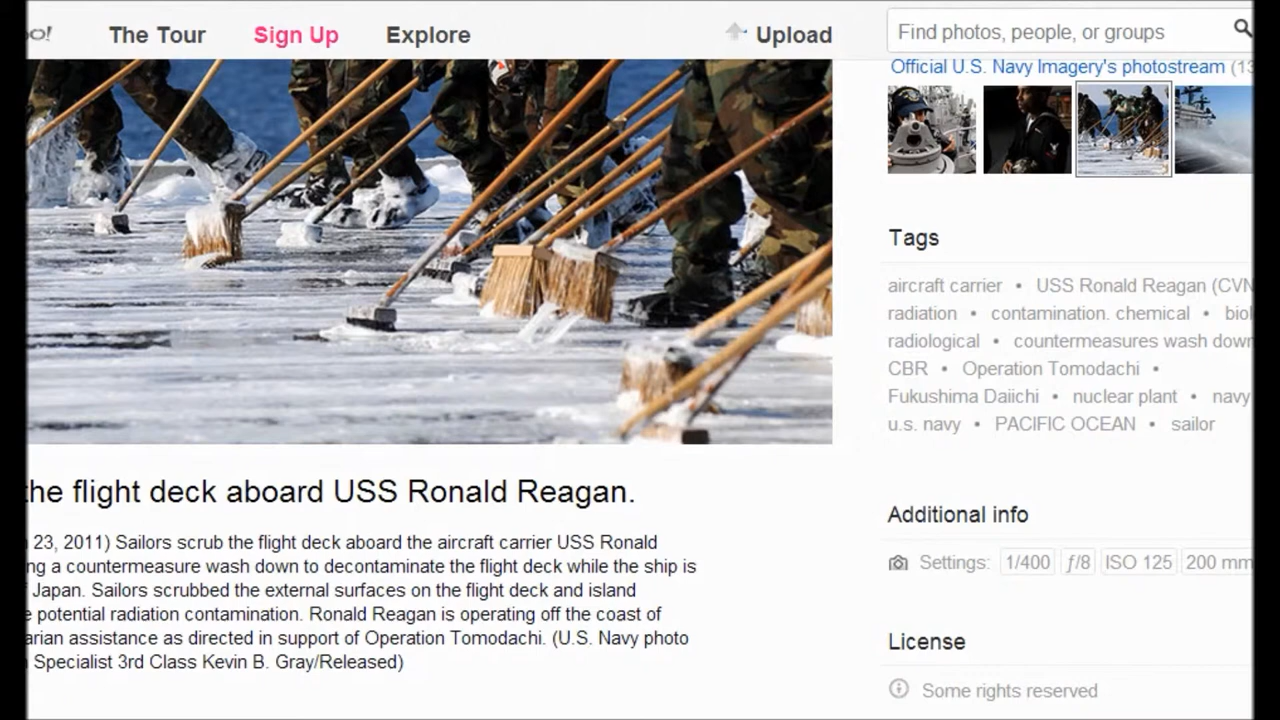 oo!
The Tour
Sign Up
Explore
Upload
Find photos, people, or groups
Official U.S. Navy Imagery's photostream (13
Tags
aircraft carrier • USS Ronald Reagan (CVN
radiation • contamination. chemical • biol
radiological • countermeasures wash down
CBR • Operation Tomodachi •
Fukushima Daiichi • nuclear plant • navy
u.s. navy • PACIFIC OCEAN • sailor
the flight deck aboard USS Ronald Reagan.
23, 2011) Sailors scrub the flight deck aboard the aircraft carrier USS Ronald
ng a countermeasure wash down to decontaminate the flight deck while the ship is
Japan. Sailors scrubbed the external surfaces on the flight deck and island
e potential radiation contamination. Ronald Reagan is operating off the coast of
arian assistance as directed in support of Operation Tomodachi. (U.S. Navy photo
Specialist 3rd Class Kevin B. Gray/Released)
Additional info
Settings: 1/400 ƒ/8 ISO 125 200 mm
License
Some rights reserved